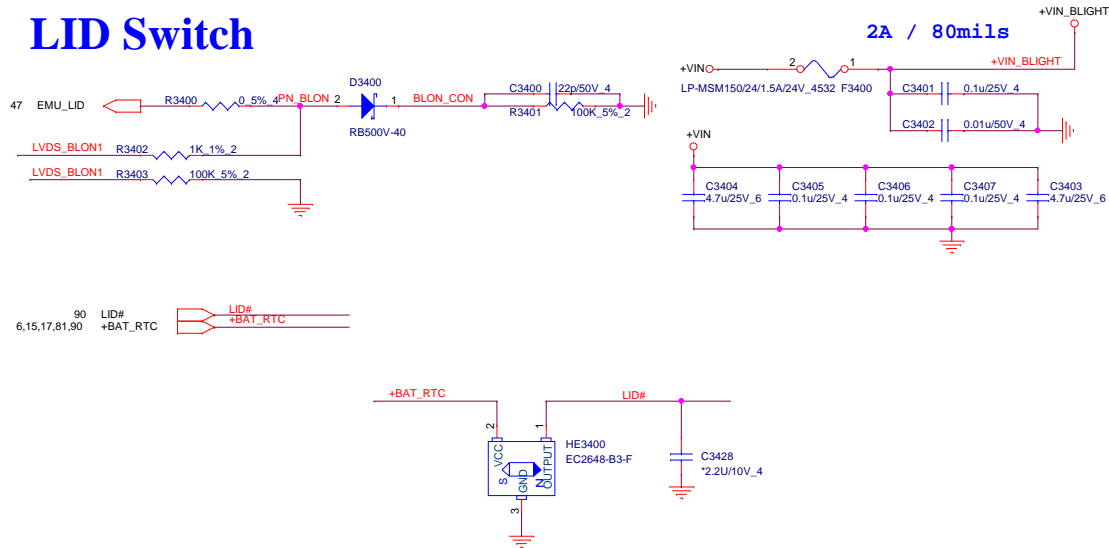 LID Switch
2A / 80mils
+VIN_BLIGHT
+VIN 2 1 +VIN_BLIGHT
LP-MSM150/24/1.5A/24V_4532 F3400
C3401 0.1u/25V_4
C3402 0.01u/50V_4
D3400
47 EMU_LID R3400 0_5%_4 PN_BLON 2 1 BLON_CON
RB500V-40
C3400 22p/50V_4
R3401 100K_5%_2
LVDS_BLON1 R3402 1K_1%_2
LVDS_BLON1 R3403 100K_5%_2
+VIN
C3404 C3405 C3406 C3407 C3403
4.7u/25V_6 0.1u/25V_4 0.1u/25V_4 0.1u/25V_4 4.7u/25V_6
90 LID# LID#
6,15,17,81,90 +BAT_RTC +BAT_RTC
+BAT_RTC LID#
2 1
HE3400
EC2648-B3-F
VCC OUTPUT
S GND N
3
C3428
*2.2U/10V_4